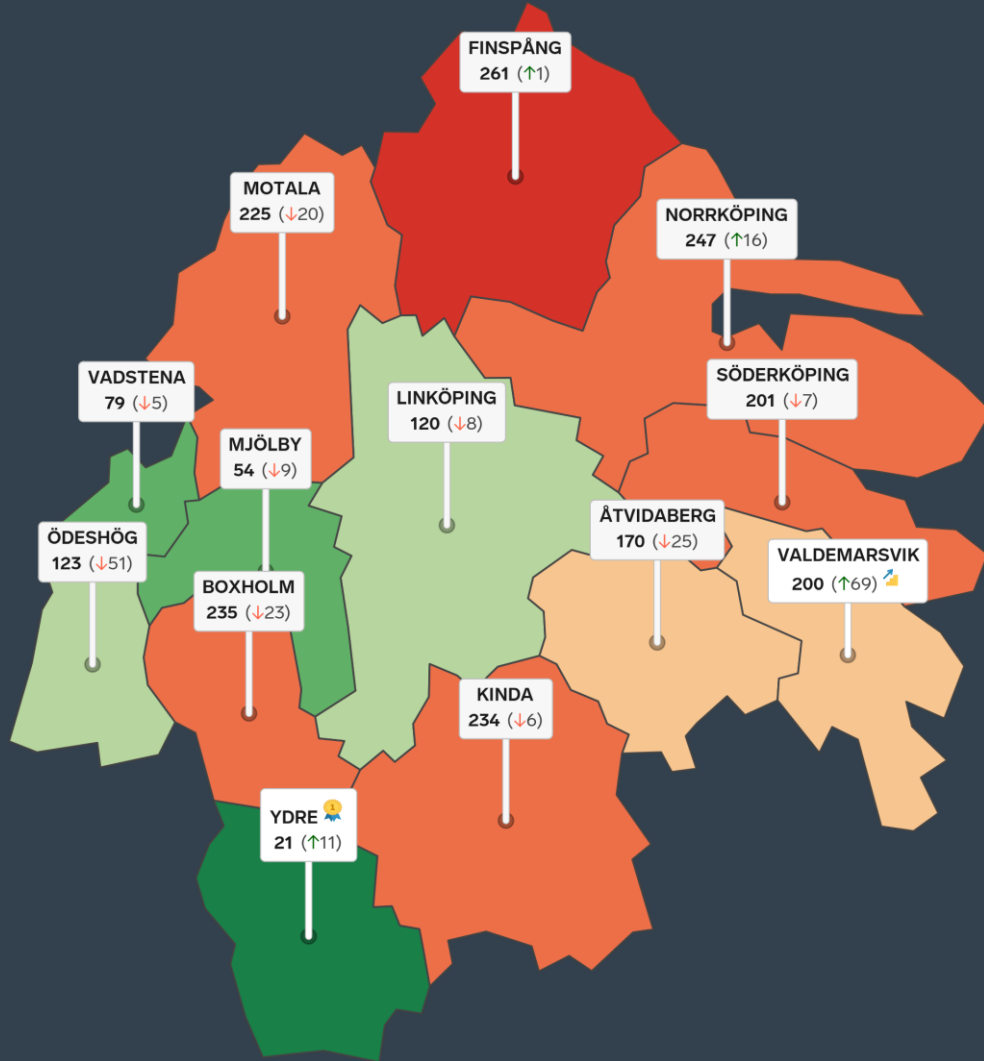 FINSPÅNG
261 (↑1)
MOTALA
225 (↓20)
NORRKÖPING
247 (↑16)
VADSTENA
79 (↓5)
SÖDERKÖPING
201 (↓7)
LINKÖPING
120 (↓8)
MJÖLBY
54 (↓9)
ÅTVIDABERG
170 (↓25)
ÖDESHÖG
123 (↓51)
VALDEMARSVIK
200 (↑69)
BOXHOLM
235 (↓23)
KINDA
234 (↓6)
YDRE 1
21 (↑11)